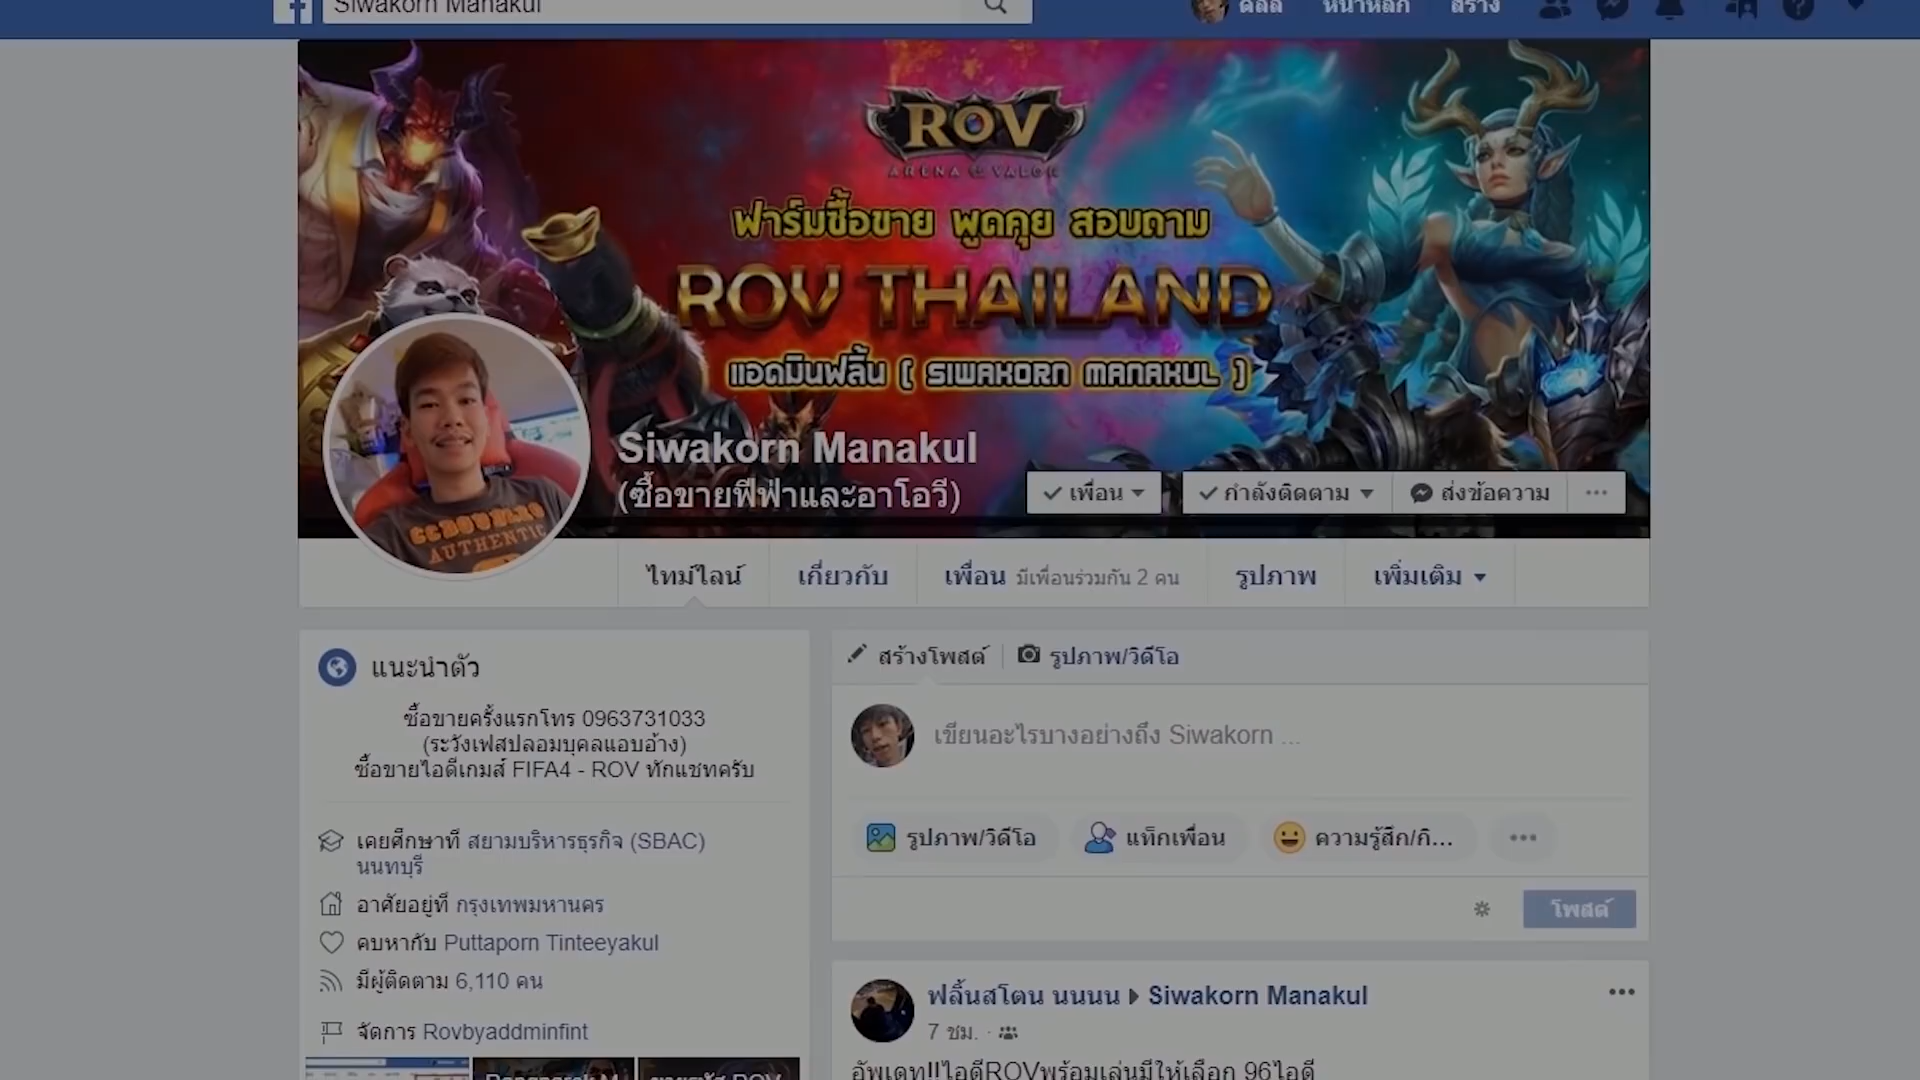 Siwakorn Manakul
หน้าหลัก
สร้าง
ROV
ARENA OF VALOR
ฟาร์มซื้อขาย พูดคุย สอบถาม
ROV THAILAND
แอดมินฟลิ้น ( SIWAKORN MANAKUL )
Siwakorn Manakul
(ซื้อขายฟีฟ่าและอาโอวี)
เพื่อน
กำลังติดตาม
ส่งข้อความ
AUTHENTIC
ไทม์ไลน์
เกี่ยวกับ
เพื่อน มีเพื่อนร่วมกัน 2 คน
รูปภาพ
เพิ่มเติม
แนะนำตัว
ซื้อขายครั้งแรกโทร 0963731033
(ระวังเฟสปลอมบุคลแอบอ้าง)
ซื้อขายไอดีเกมส์ FIFA4 - ROV ทักแชทครับ
เคยศึกษาที่ สยามบริหารธุรกิจ (SBAC)
นนทบุรี
อาศัยอยู่ที่ กรุงเทพมหานคร
คบหากับ Puttaporn Tinteeyakul
มีผู้ติดตาม 6,110 คน
จัดการ Rovbyaddminfint
สร้างโพสต์
รูปภาพ/วิดีโอ
เขียนอะไรบางอย่างถึง Siwakorn ...
รูปภาพ/วิดีโอ
แท็กเพื่อน
ความรู้สึก/กิ...
โพสต์
ฟลิ้นสโตน นนนน Siwakorn Manakul
7 ชม.
อัพเดท!!ไอดีROVพร้อมเล่นมีให้เลือก 96ไอดี